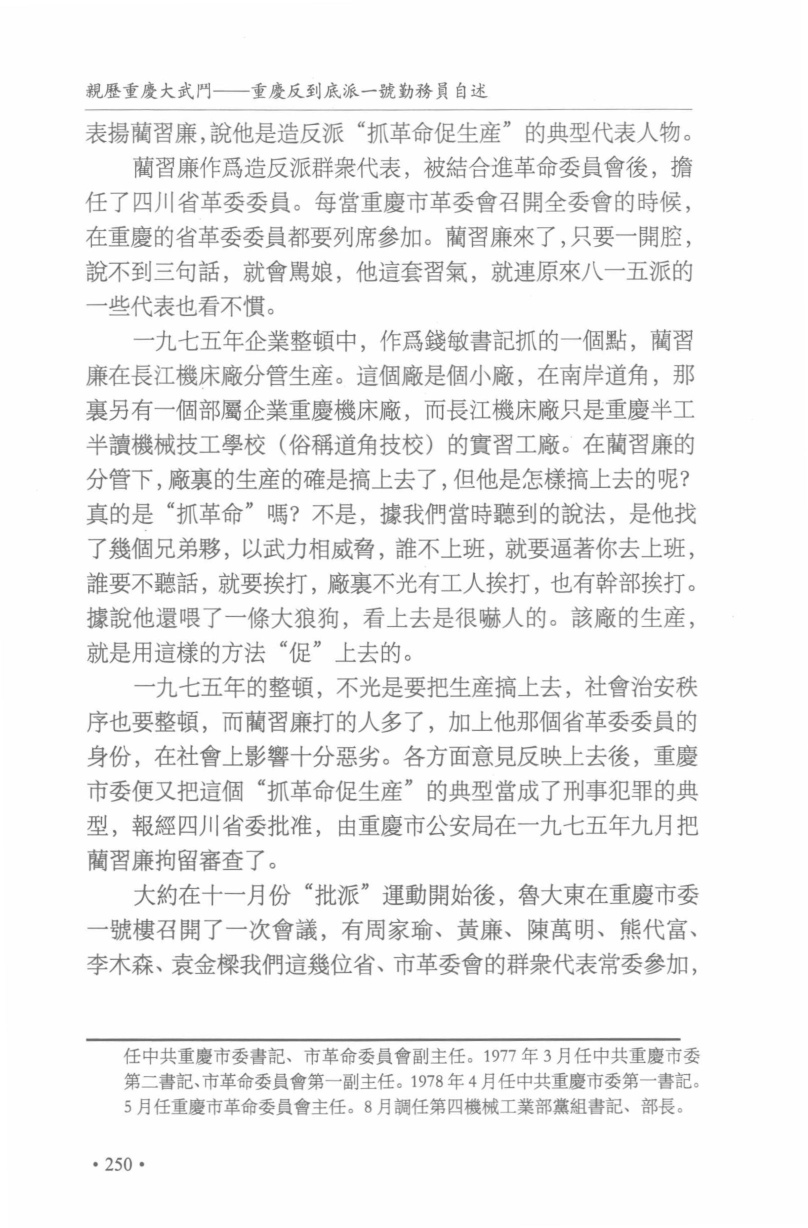 親歷重慶大武鬥——重慶反到底派一號勤務員自述
表揚藺習廉，說他是造反派“抓革命促生産”的典型代表人物。
藺習廉作爲造反派群衆代表，被結合進革命委員會後，擔
任了四川省革委委員。每當重慶市革委會召開全委會的時候，
在重慶的省革委委員都要列席參加。藺習廉來了，只要一開腔，
說不到三句話，就會駡娘，他這套習氣，就連原來八一五派的
一些代表也看不慣。
一九七五年企業整頓中，作爲錢敏書記抓的一個點，藺習
廉在長江機床廠分管生産。這個廠是個小廠，在南岸道角，那
裏另有一個部屬企業重慶機床廠，而長江機床廠只是重慶半工
半讀機械技工學校（俗稱道角技校）的實習工廠。在藺習廉的
分管下，廠裏的生産的確是搞上去了，但他是怎樣搞上去的呢？
真的是“抓革命”嗎？不是，據我們當時聽到的說法，是他找
了幾個兄弟夥，以武力相威脅，誰不上班，就要逼著你去上班，
誰要不聽話，就要挨打，廠裏不光有工人挨打，也有幹部挨打。
據說他還喂了一條大狼狗，看上去是很嚇人的。該廠的生産，
就是用這樣的方法“促”上去的。
一九七五年的整頓，不光是要把生産搞上去，社會治安秩
序也要整頓，而藺習廉打的人多了，加上他那個省革委委員的
身份，在社會上影響十分惡劣。各方面意見反映上去後，重慶
市委便又把這個“抓革命促生産”的典型當成了刑事犯罪的典
型，報經四川省委批准，由重慶市公安局在一九七五年九月把
藺習廉拘留審查了。
大約在十一月份“批派”運動開始後，魯大東在重慶市委
一號樓召開了一次會議，有周家瑜、黃廉、陳萬明、熊代富、
李木森、袁金樑我們這幾位省、市革委會的群衆代表常委參加，
任中共重慶市委書記、市革命委員會副主任。1977 年 3 月任中共重慶市委
第二書記、市革命委員會第一副主任。1978 年 4 月任中共重慶市委第一書記。
5 月任重慶市革命委員會主任。8 月調任第四機械工業部黨組書記、部長。
·250·